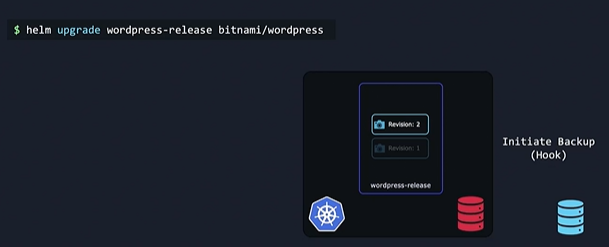 $ helm upgrade wordpress-release bitnami/wordpress
Revision: 2
Revision: 1
wordpress-release
Initiate Backup
(Hook)